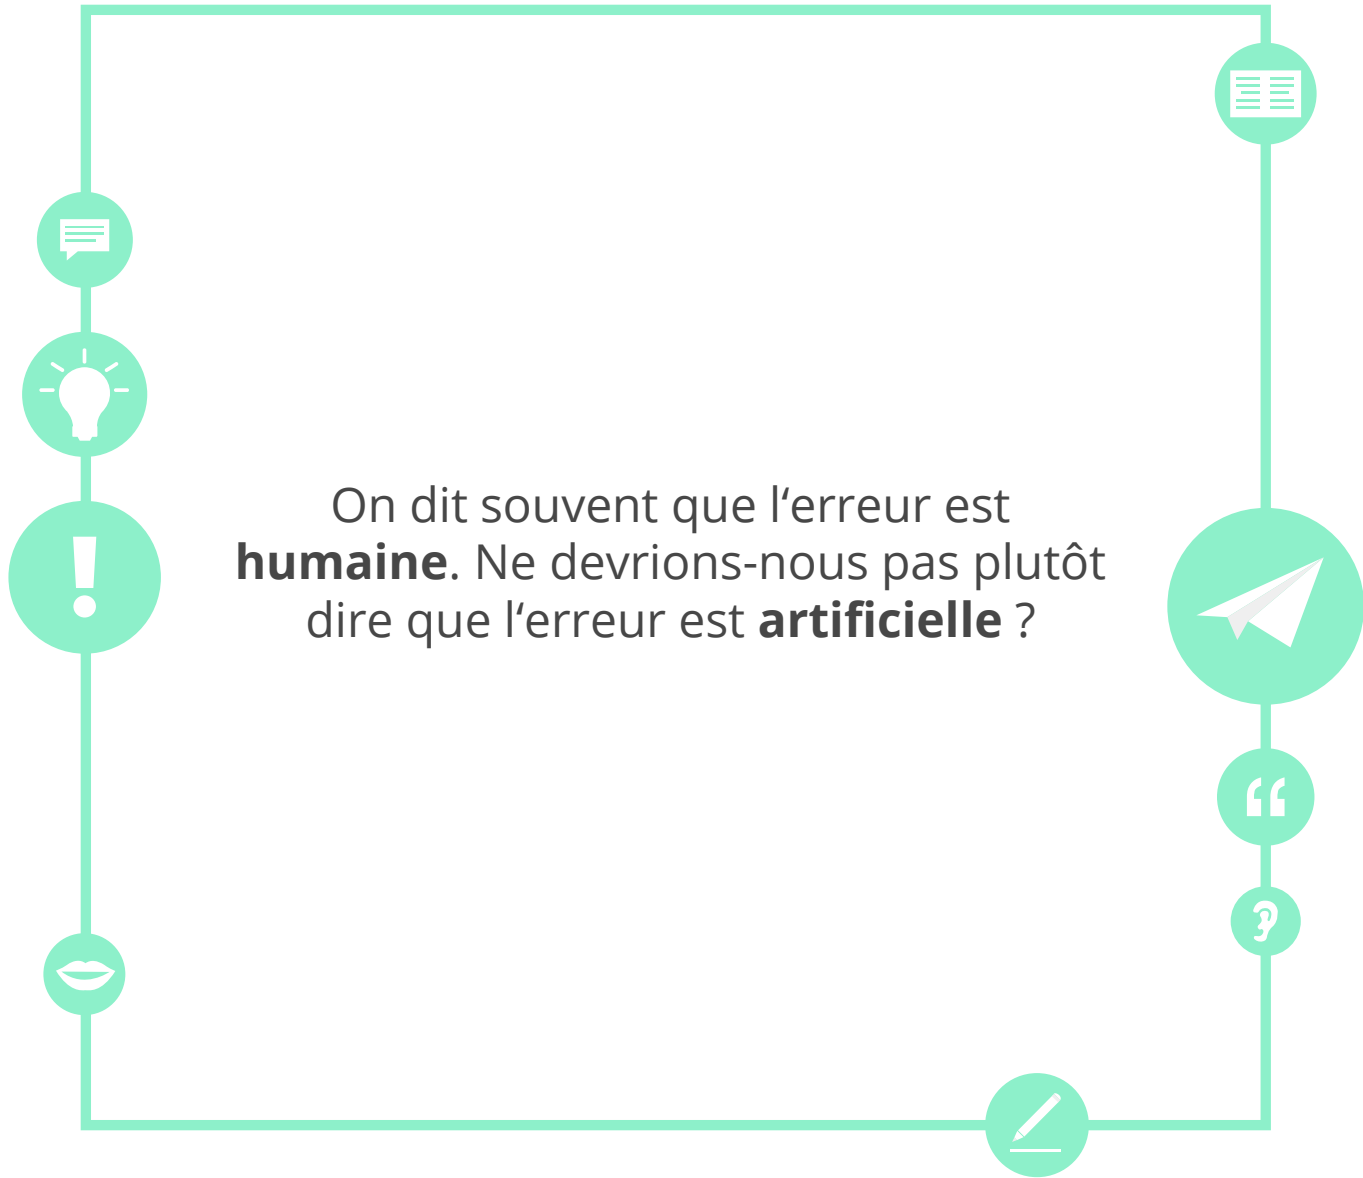 On dit souvent que l‘erreur est
humaine. Ne devrions-nous pas plutôt
dire que l‘erreur est artificielle ?